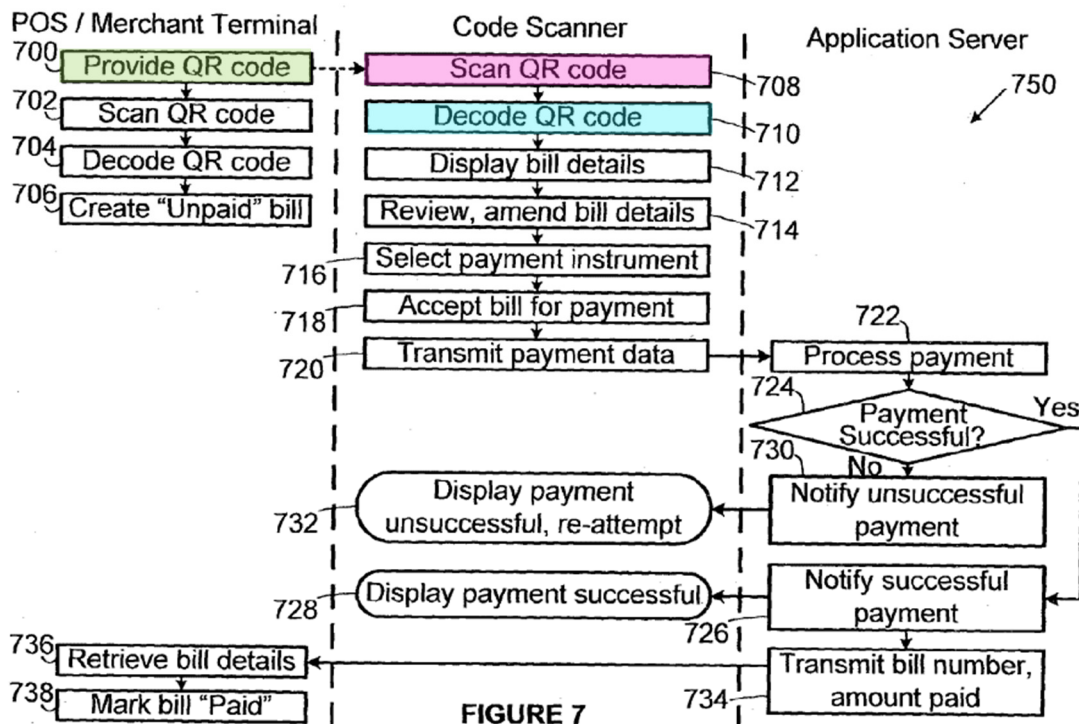 POS / Merchant Terminal
Code Scanner
Application Server
700
Provide QR code
Scan QR code
708
750
702
Scan QR code
Decode QR code
710
704
Decode QR code
Display bill details
712
706
Create “Unpaid” bill
Review, amend bill details
714
716
Select payment instrument
718
Accept bill for payment
722
720
Transmit payment data
Process payment
724
Payment
Successful?
Yes
No
730
732
Display payment
unsuccessful, re-attempt
Notify unsuccessful
payment
728
Display payment successful
Notify successful
payment
726
736
Retrieve bill details
Transmit bill number,
amount paid
734
738
Mark bill “Paid”
FIGURE 7